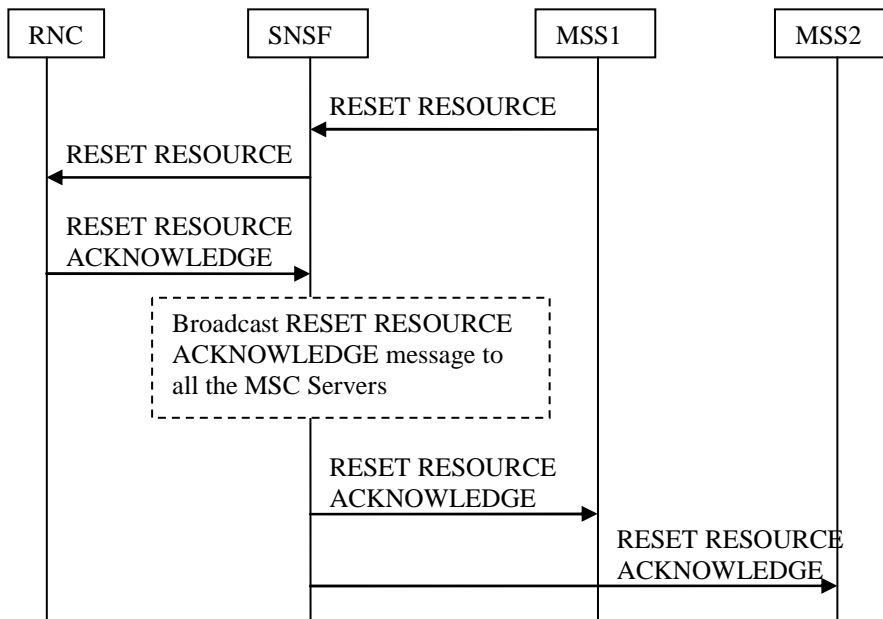 RNC
SNSF
MSS1
MSS2
RESET RESOURCE
RESET RESOURCE
RESET RESOURCE
ACKNOWLEDGE
Broadcast RESET RESOURCE
ACKNOWLEDGE message to
all the MSC Servers
RESET RESOURCE
ACKNOWLEDGE
RESET RESOURCE
ACKNOWLEDGE